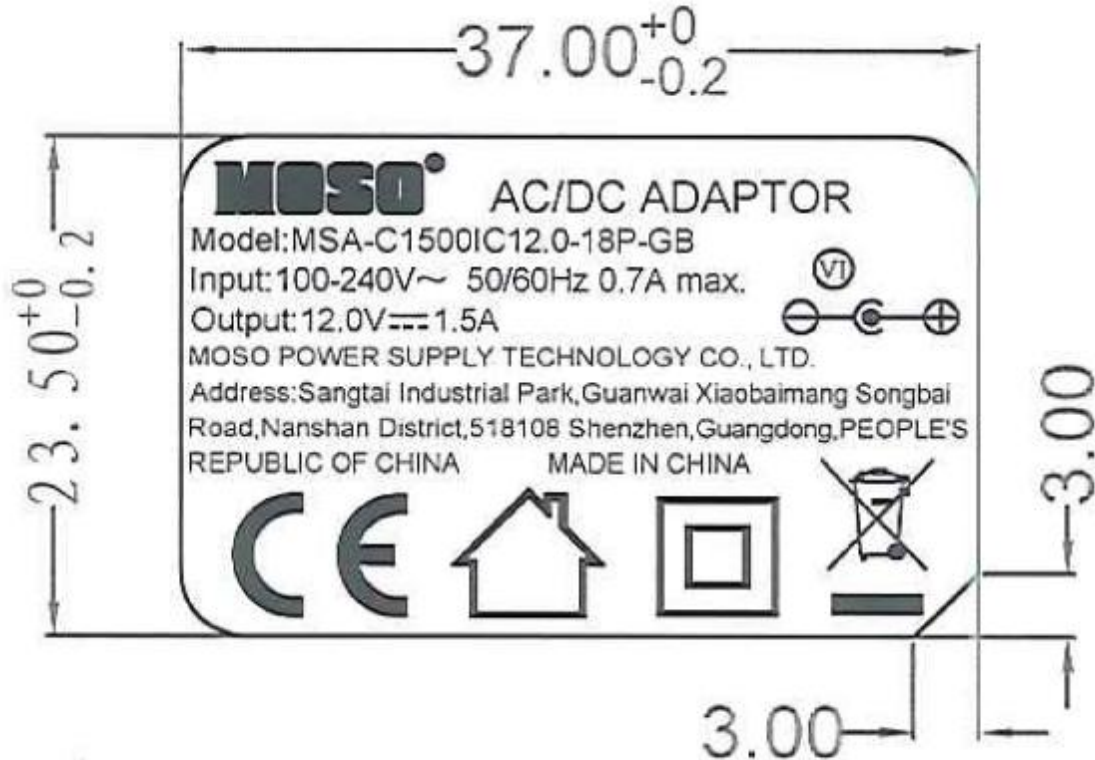 37.00 +0 -0.2
23.50 +0 -0.2
MOSO® AC/DC ADAPTOR
Model:MSA-C1500IC12.0-18P-GB
Input:100-240V～ 50/60Hz 0.7A max.
VI
Output:12.0V⎓1.5A
MOSO POWER SUPPLY TECHNOLOGY CO., LTD.
Address:Sangtai Industrial Park,Guanwai Xiaobaimang Songbai
Road,Nanshan District,518108 Shenzhen,Guangdong,PEOPLE'S
REPUBLIC OF CHINA MADE IN CHINA
CE
3.00
3.00